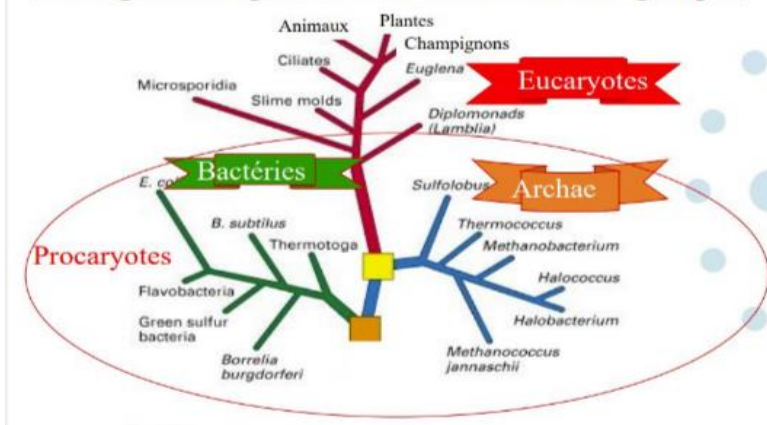 Plantes
Animaux
Champignons
Ciliates
Euglena
Eucaryotes
Microsporidia
Slime molds
Diplomonads
(Lamblia)
Bactéries
Archae
E. col
Sulfolobus
B. subtilus
Thermococcus
Thermotoga
Methanobacterium
Procaryotes
Halococcus
Flavobacteria
Green sulfur
bacteria
Halobacterium
Borrelia
burgdorferi
Methanococcus
jannaschii